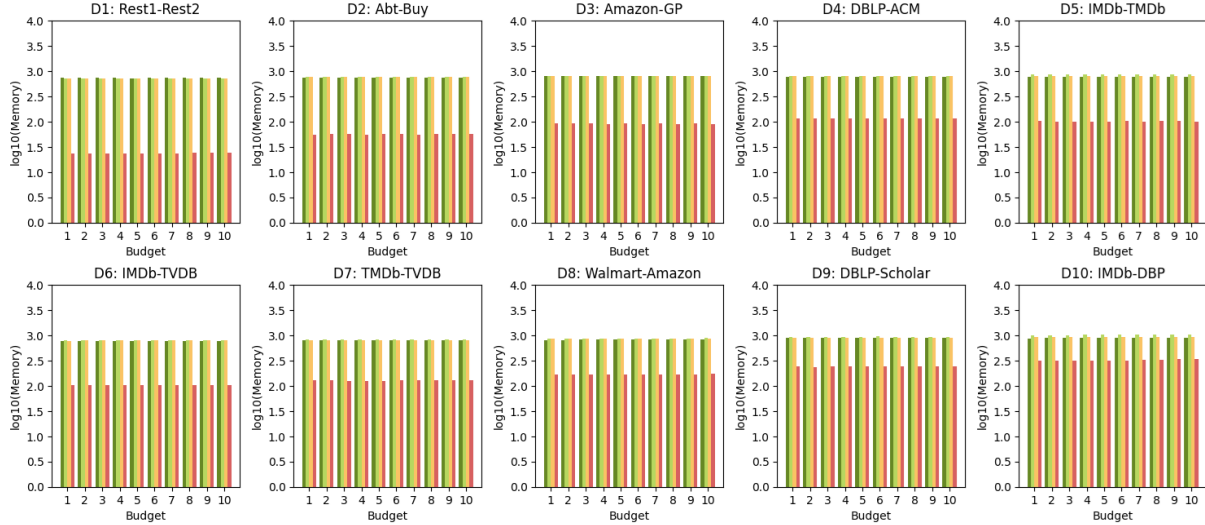 D1: Rest1-Rest2
log10(Memory)
4.0
3.5
3.0
2.5
2.0
1.5
1.0
0.5
0.0
1 2 3 4 5 6 7 8 9 10
Budget
D2: Abt-Buy
log10(Memory)
4.0
3.5
3.0
2.5
2.0
1.5
1.0
0.5
0.0
1 2 3 4 5 6 7 8 9 10
Budget
D3: Amazon-GP
log10(Memory)
4.0
3.5
3.0
2.5
2.0
1.5
1.0
0.5
0.0
1 2 3 4 5 6 7 8 9 10
Budget
D4: DBLP-ACM
log10(Memory)
4.0
3.5
3.0
2.5
2.0
1.5
1.0
0.5
0.0
1 2 3 4 5 6 7 8 9 10
Budget
D5: IMDb-TMDb
log10(Memory)
4.0
3.5
3.0
2.5
2.0
1.5
1.0
0.5
0.0
1 2 3 4 5 6 7 8 9 10
Budget
D6: IMDb-TVDB
log10(Memory)
4.0
3.5
3.0
2.5
2.0
1.5
1.0
0.5
0.0
1 2 3 4 5 6 7 8 9 10
Budget
D7: TMDb-TVDB
log10(Memory)
4.0
3.5
3.0
2.5
2.0
1.5
1.0
0.5
0.0
1 2 3 4 5 6 7 8 9 10
Budget
D8: Walmart-Amazon
log10(Memory)
4.0
3.5
3.0
2.5
2.0
1.5
1.0
0.5
0.0
1 2 3 4 5 6 7 8 9 10
Budget
D9: DBLP-Scholar
log10(Memory)
4.0
3.5
3.0
2.5
2.0
1.5
1.0
0.5
0.0
1 2 3 4 5 6 7 8 9 10
Budget
D10: IMDb-DBP
log10(Memory)
4.0
3.5
3.0
2.5
2.0
1.5
1.0
0.5
0.0
1 2 3 4 5 6 7 8 9 10
Budget